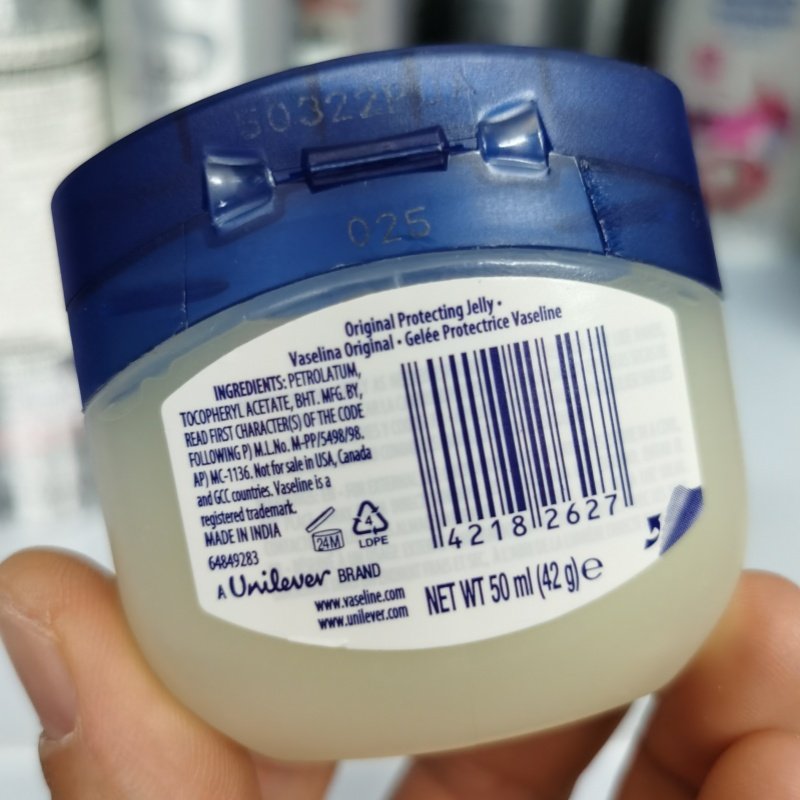 025
Original Protecting Jelly •
Vaselina Original • Gelée Protectrice Vaseline
INGREDIENTS: PETROLATUM,
TOCOPHERYL ACETATE, BHT. MFG. BY,
READ FIRST CHARACTER(S) OF THE CODE
FOLLOWING P) M.L.No. M-PP/5498/98.
AP) MC-1136. Not for sale in USA, Canada
and GCC countries. Vaseline is a
registered trademark.
MADE IN INDIA
64849283
24M
4
LDPE
A Unilever BRAND
www.vaseline.com
www.unilever.com
4218 2627
NET WT 50 ml (42 g) e